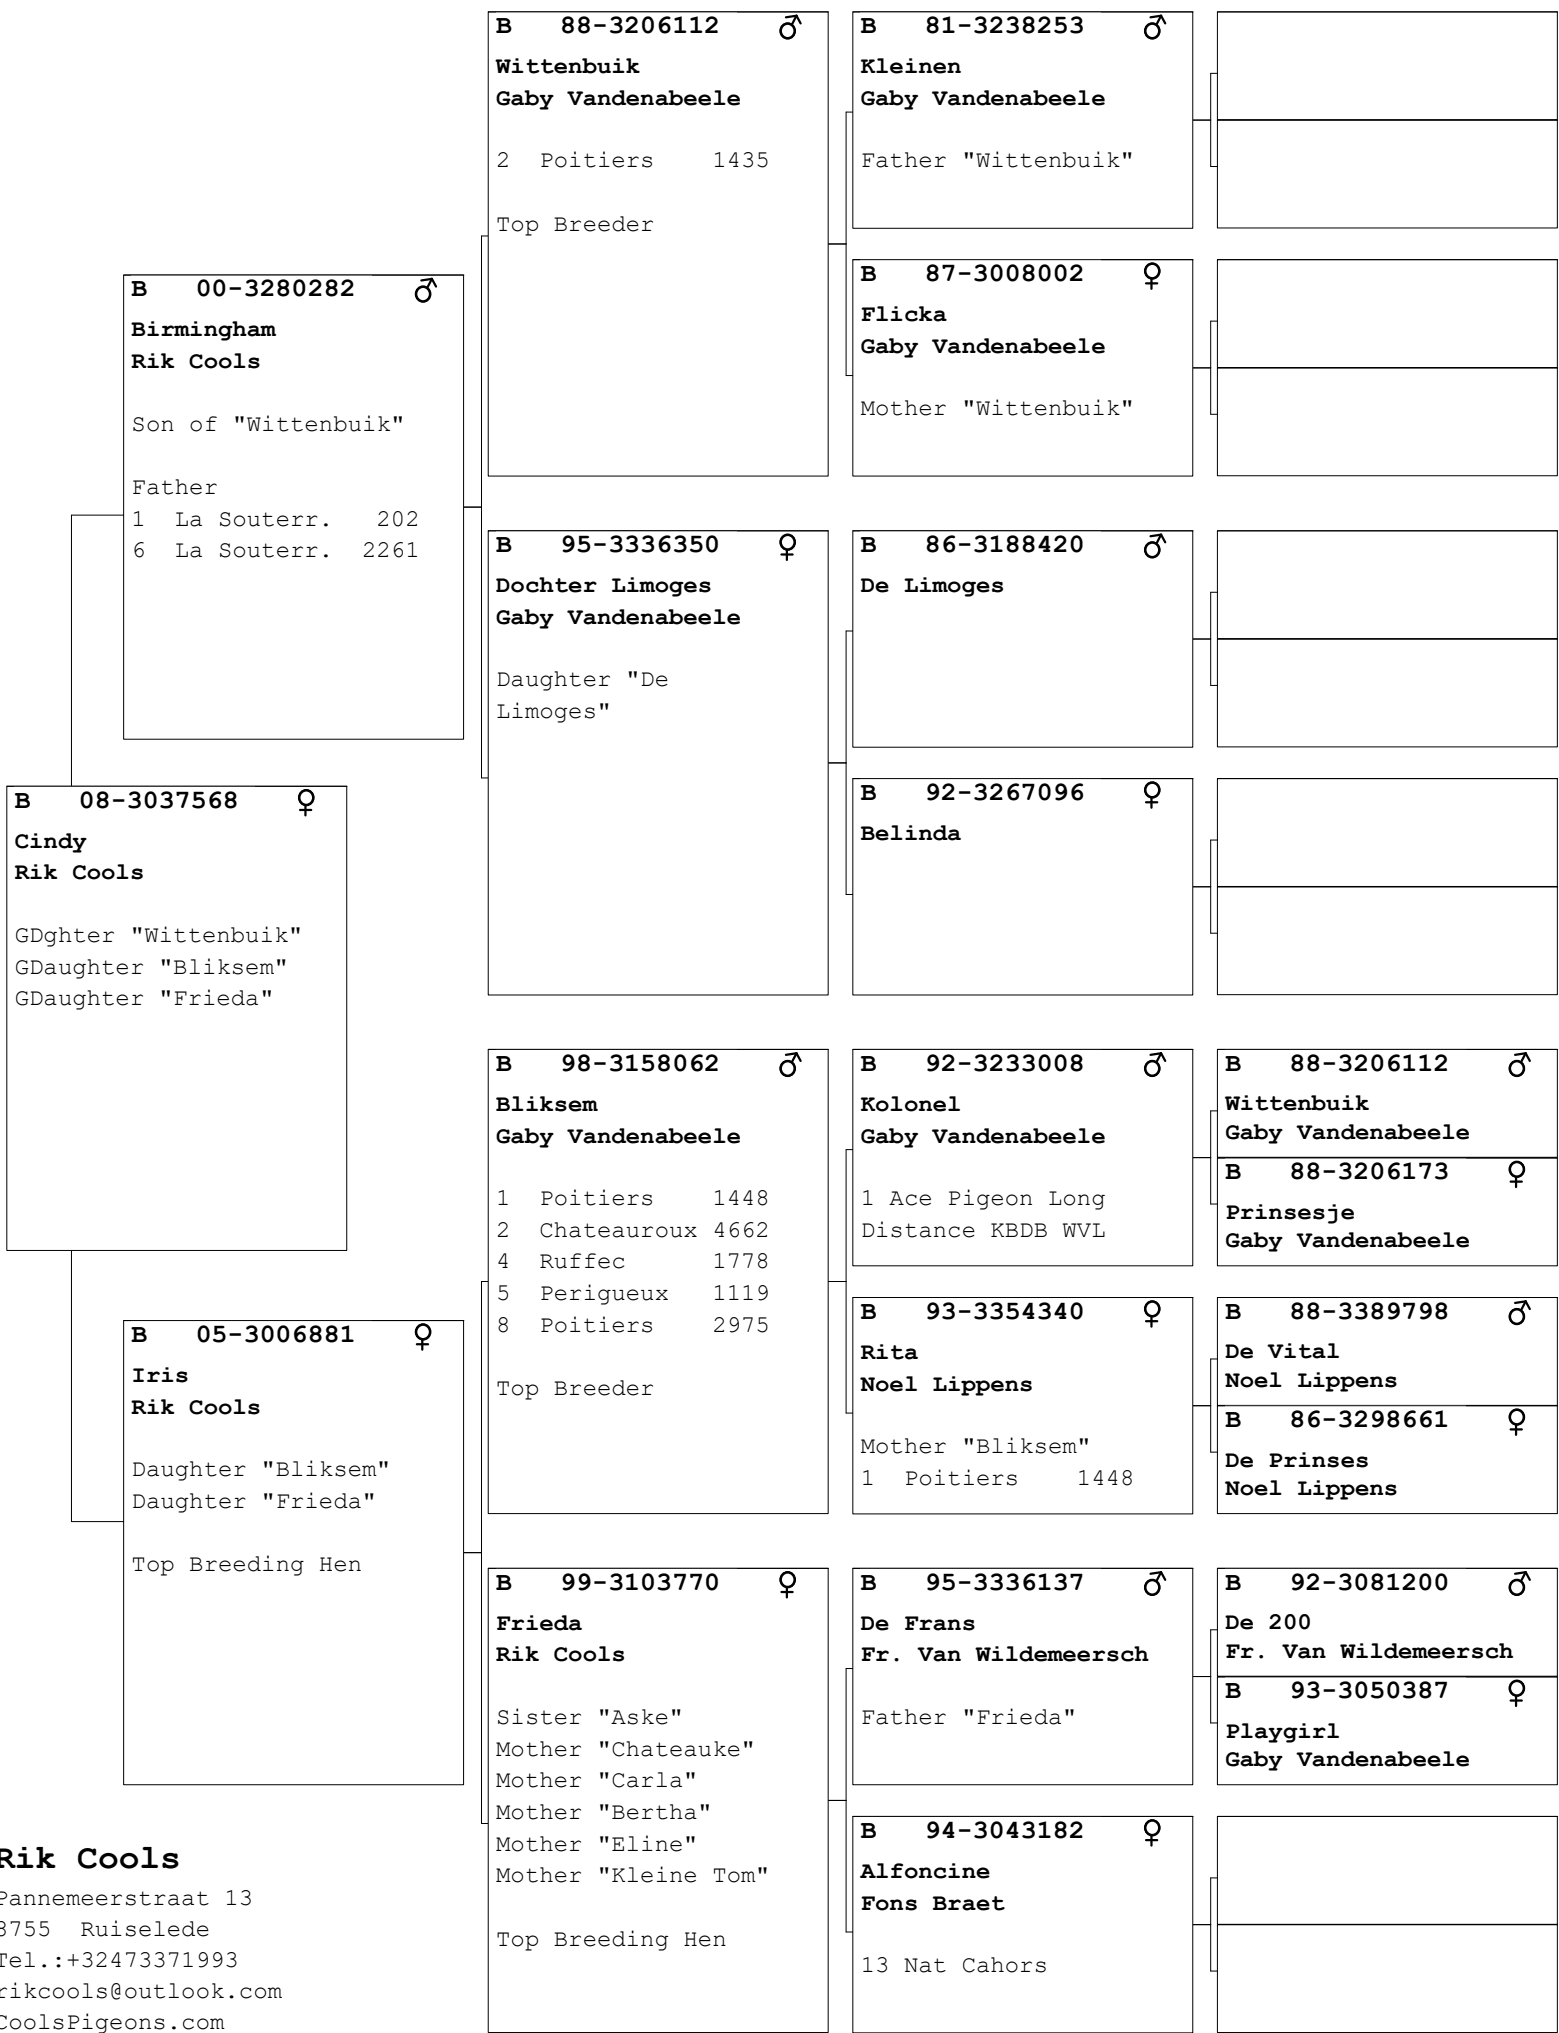 B 08-3037568 ♀
Cindy
Rik Cools
GDghter "Wittenbuik"
GDaughter "Bliksem"
GDaughter "Frieda"
B 00-3280282 ♂
Birmingham
Rik Cools
Son of "Wittenbuik"
Father
1 La Souterr. 202
6 La Souterr. 2261
B 05-3006881 ♀
Iris
Rik Cools
Daughter "Bliksem"
Daughter "Frieda"
Top Breeding Hen
B 88-3206112 ♂
Wittenbuik
Gaby Vandenabeele
2 Poitiers 1435
Top Breeder
B 95-3336350 ♀
Dochter Limoges
Gaby Vandenabeele
Daughter "De
Limoges"
B 98-3158062 ♂
Bliksem
Gaby Vandenabeele
1 Poitiers 1448
2 Chateauroux 4662
4 Ruffec 1778
5 Perigueux 1119
8 Poitiers 2975
Top Breeder
B 99-3103770 ♀
Frieda
Rik Cools
Sister "Aske"
Mother "Chateauke"
Mother "Carla"
Mother "Bertha"
Mother "Eline"
Mother "Kleine Tom"
Top Breeding Hen
B 81-3238253 ♂
Kleinen
Gaby Vandenabeele
Father "Wittenbuik"
B 87-3008002 ♀
Flicka
Gaby Vandenabeele
Mother "Wittenbuik"
B 86-3188420 ♂
De Limoges
B 92-3267096 ♀
Belinda
B 92-3233008 ♂
Kolonel
Gaby Vandenabeele
1 Ace Pigeon Long
Distance KBDB WVL
B 93-3354340 ♀
Rita
Noel Lippens
Mother "Bliksem"
1 Poitiers 1448
B 95-3336137 ♂
De Frans
Fr. Van Wildemeersch
Father "Frieda"
B 94-3043182 ♀
Alfoncine
Fons Braet
13 Nat Cahors
B 88-3206112 ♂
Wittenbuik
Gaby Vandenabeele
B 88-3206173 ♀
Prinsesje
Gaby Vandenabeele
B 88-3389798 ♂
De Vital
Noel Lippens
B 86-3298661 ♀
De Prinses
Noel Lippens
B 92-3081200 ♂
De 200
Fr. Van Wildemeersch
B 93-3050387 ♀
Playgirl
Gaby Vandenabeele
Rik Cools
Pannemeerstraat 13
8755 Ruiselede
Tel.:+32473371993
rikcools@outlook.com
CoolsPigeons.com